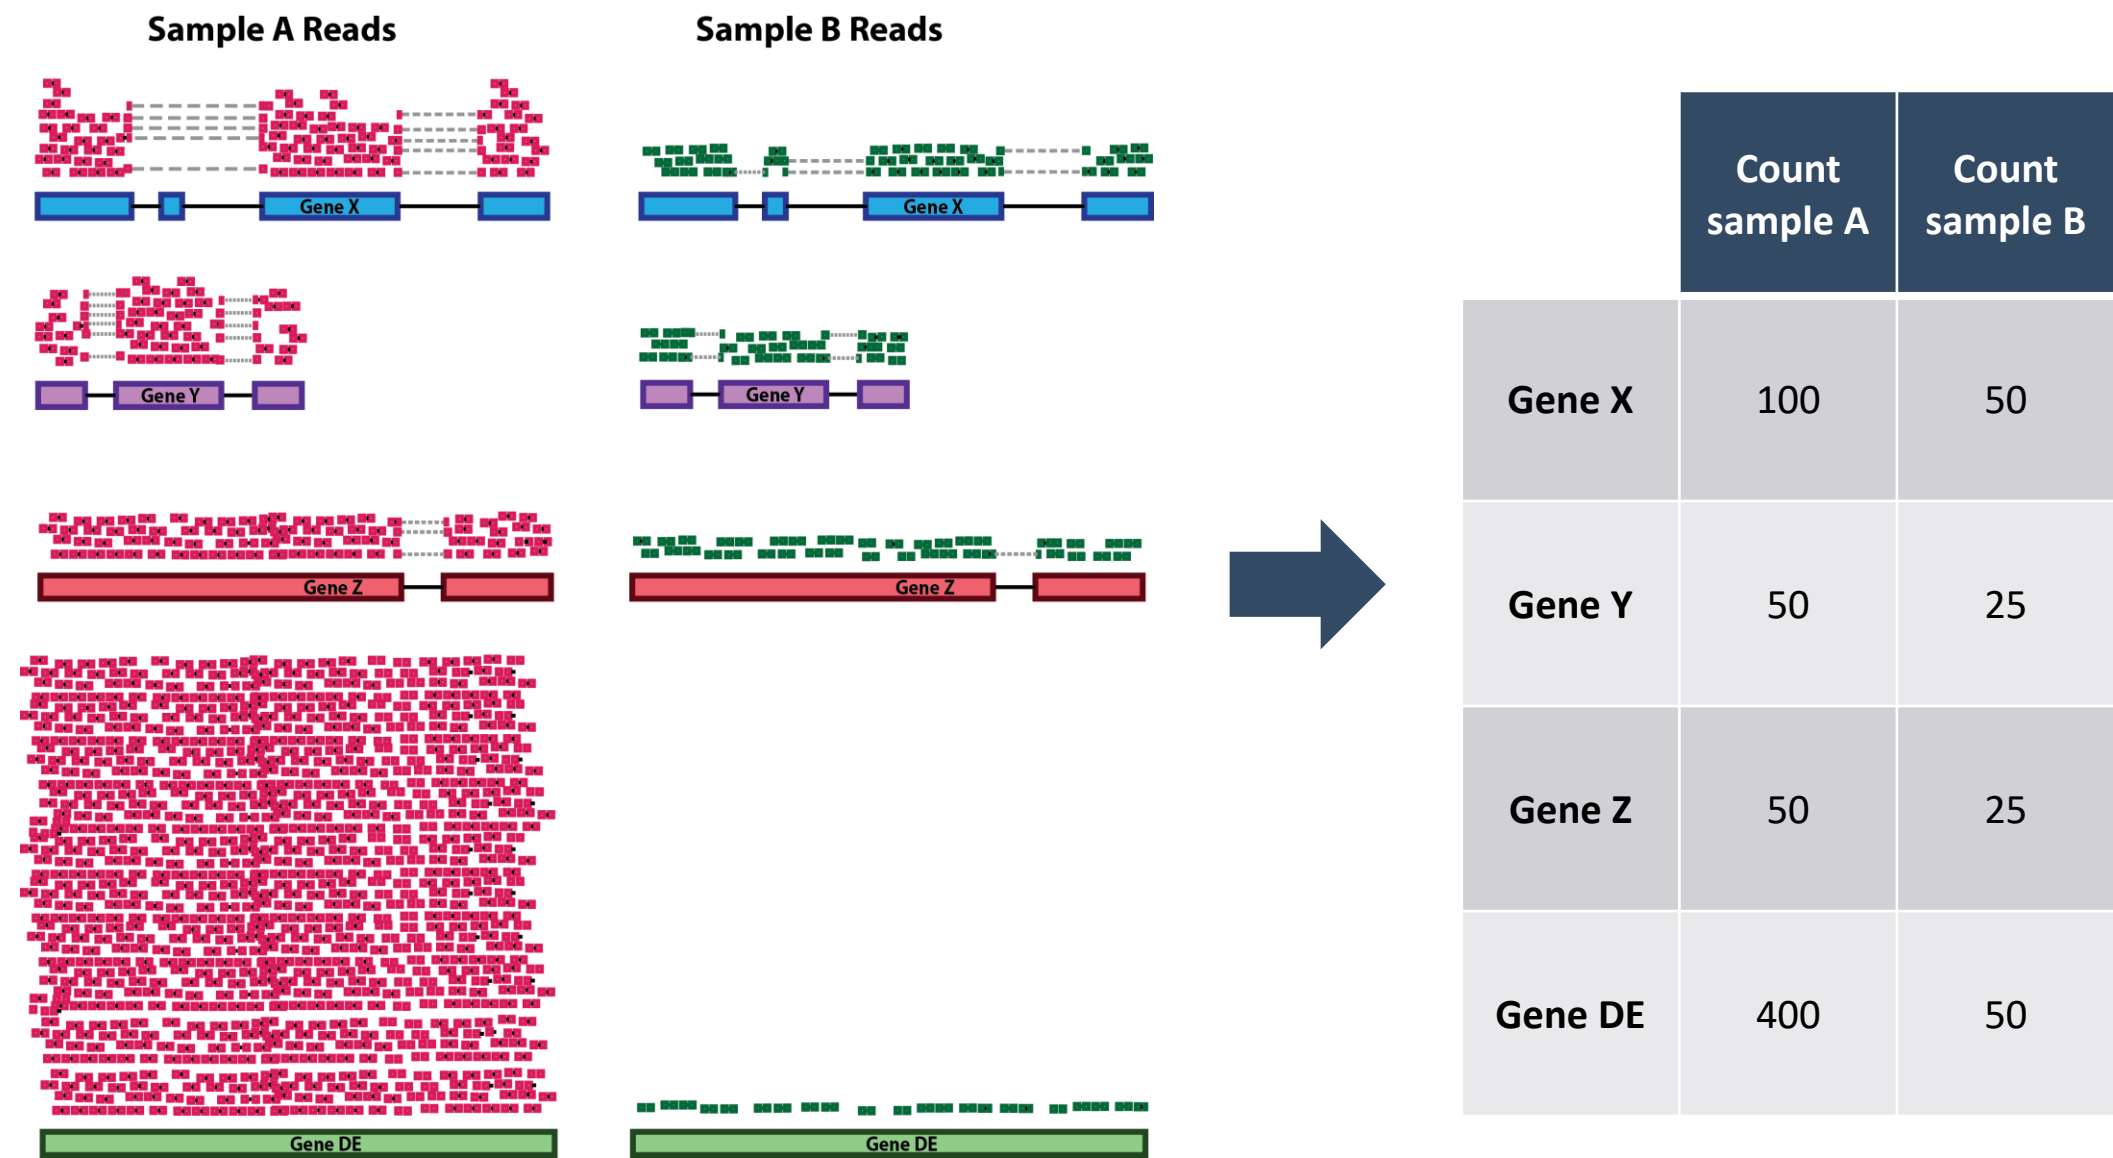 Sample A Reads
Sample B Reads
Gene X
Gene X
Gene Y
Gene Y
Gene Z
Gene Z
Gene DE
Gene DE
Count
sample A
Count
sample B
Gene X 100 50
Gene Y 50 25
Gene Z 50 25
Gene DE 400 50